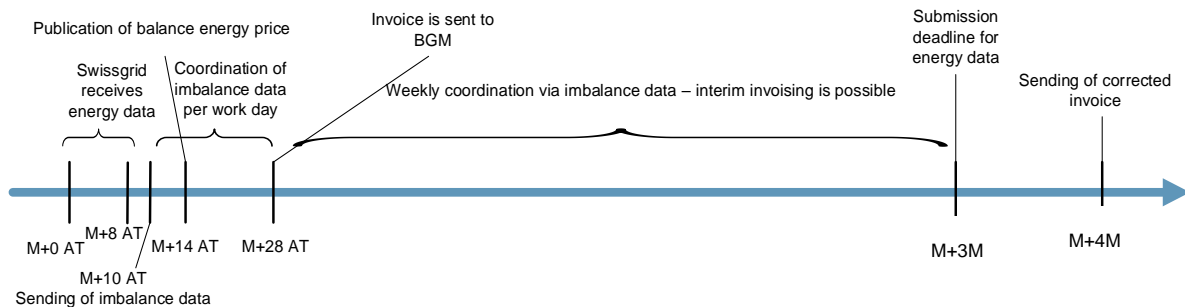 Publication of balance energy price
Swissgrid
receives
energy data
Coordination of
imbalance data
per work day
Invoice is sent to
BGM
Weekly coordination via imbalance data – interim invoising is possible
Submission
deadline for
energy data
Sending of corrected
invoice
M+0 AT
M+8 AT
M+10 AT
Sending of imbalance data
M+14 AT
M+28 AT
M+3M
M+4M